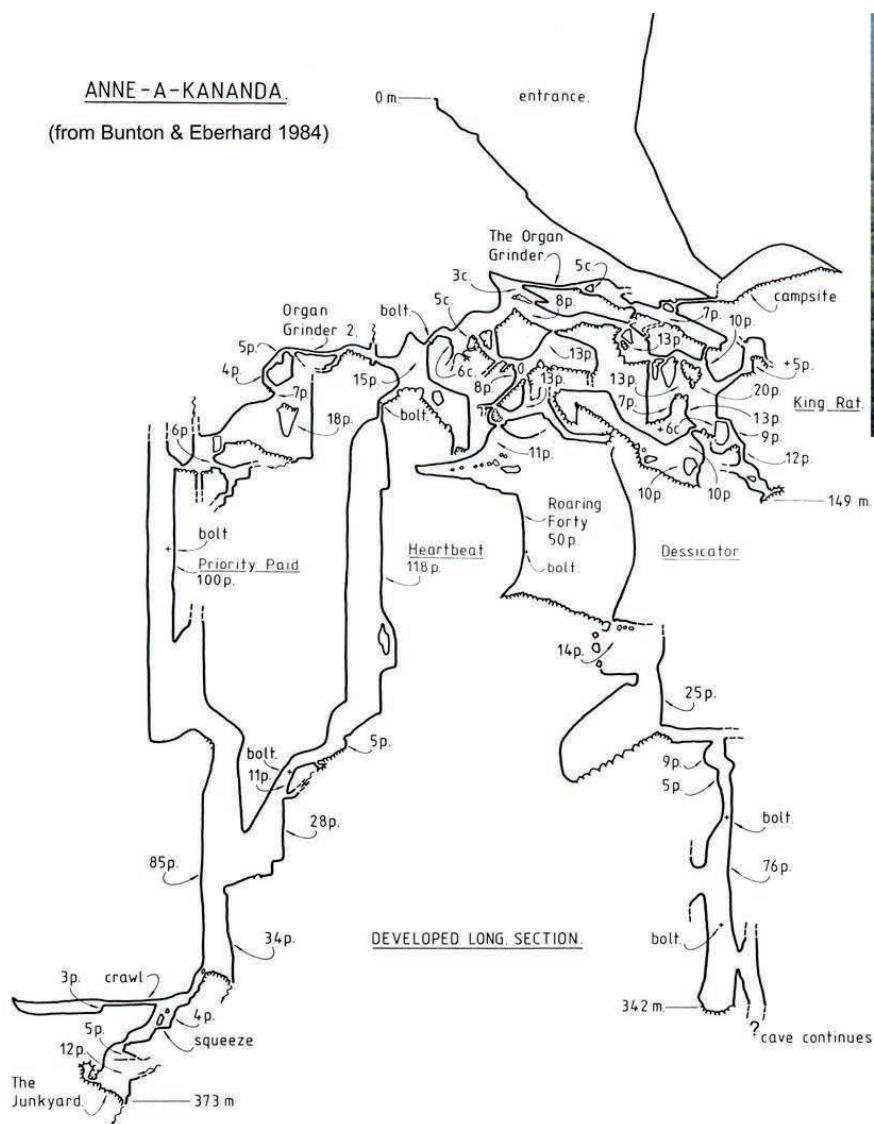 ANNE-A-KANANDA.
(from Bunton & Eberhard 1984)
0 m.
entrance.
The Organ
Grinder.
5c.
3c.
8p.
campsite
7p.
10p.
Organ
Grinder 2.
bolt.
5c.
5p.
4p.
15p.
6c.
8p.
13p.
13p.
13p
+5p.
20p.
King Rat.
7p.
18p.
bolt.
13p.
7p.
13p.
9p.
+6c
12p.
6p.
11p.
10p.
10p.
149 m.
bolt.
Priority Paid
100p.
Heartbeat
118p.
Roaring
Forty
50p
bolt.
Dessicator
14p.
25p.
5p.
bolt.
11p.
9p.
5p.
28p.
bolt.
85p.
76p.
34p.
DEVELOPED LONG. SECTION.
bolt.
3p.
crawl
4p.
squeeze
342 m.
?
cave continues
5p.
12p.
The
Junkyard.
373 m